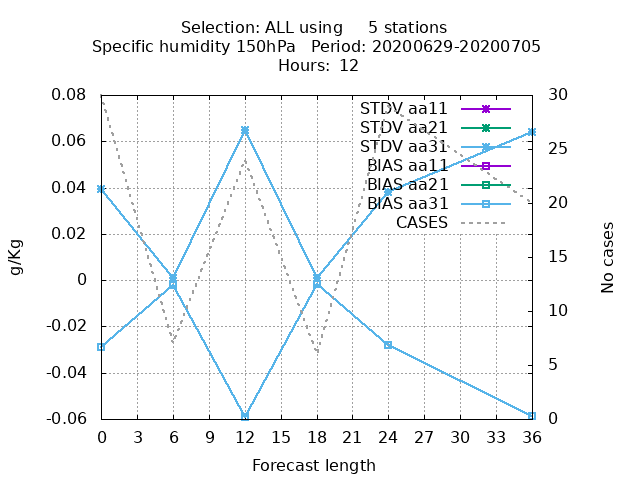 Selection: ALL using 5 stations
Specific humidity 150hPa Period: 20200629-20200705
Hours: 12
0.08
0.06
0.04
0.02
0
-0.02
-0.04
-0.06
g/Kg
30
25
20
15
10
5
0
No cases
STDV aa11
STDV aa21
STDV aa31
BIAS aa11
BIAS aa21
BIAS aa31
CASES
0 3 6 9 12 15 18 21 24 27 30 33 36
Forecast length